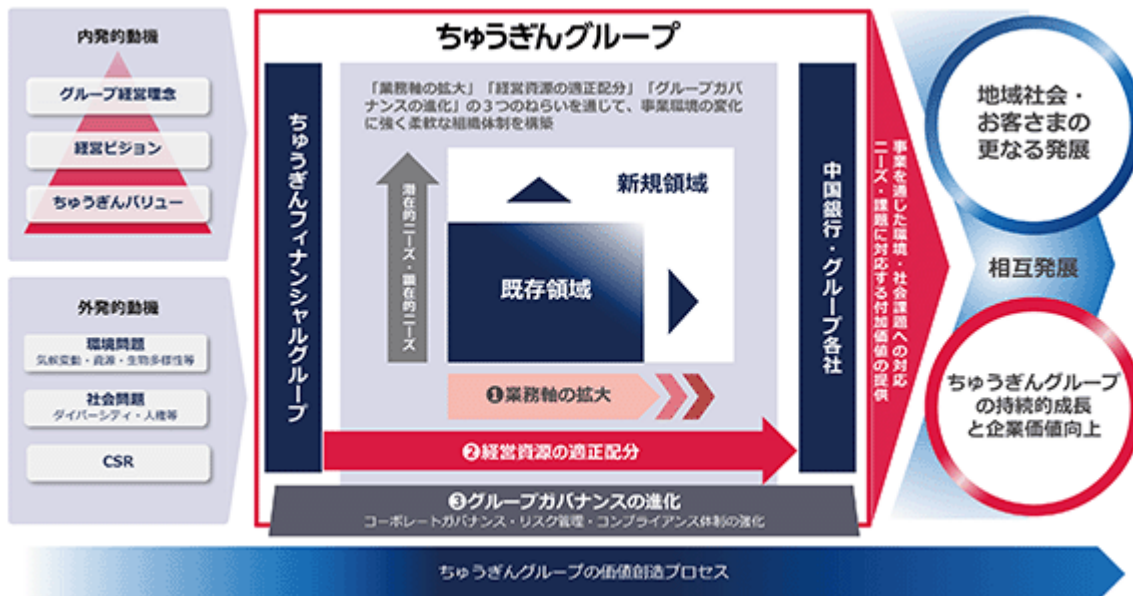 内発的動機
グループ経営理念
経営ビジョン
ちゅうぎんバリュー
外発的動機
環境問題
気候変動・資源・生物多様性等
社会問題
ダイバーシティ・人権等
CSR
ちゅうぎんグループ
ちゅうぎんフィナンシャルグループ
「業務軸の拡大」「経営資源の適正配分」「グループガバ
ナンスの進化」の３つのねらいを通じて、事業環境の変化
に強く柔軟な組織体制を構築
潜在的ニーズ・顕在的ニーズ
新規領域
既存領域
❶業務軸の拡大
❷経営資源の適正配分
❸グループガバナンスの進化
コーポレートガバナンス・リスク管理・コンプライアンス体制の強化
中国銀行・グループ各社
事業を通じた環境・社会課題への対応
ニーズ・課題に対応する付加価値の提供
地域社会・
お客さまの
更なる発展
相互発展
ちゅうぎんグループ
の持続的成長
と企業価値向上
ちゅうぎんグループの価値創造プロセス